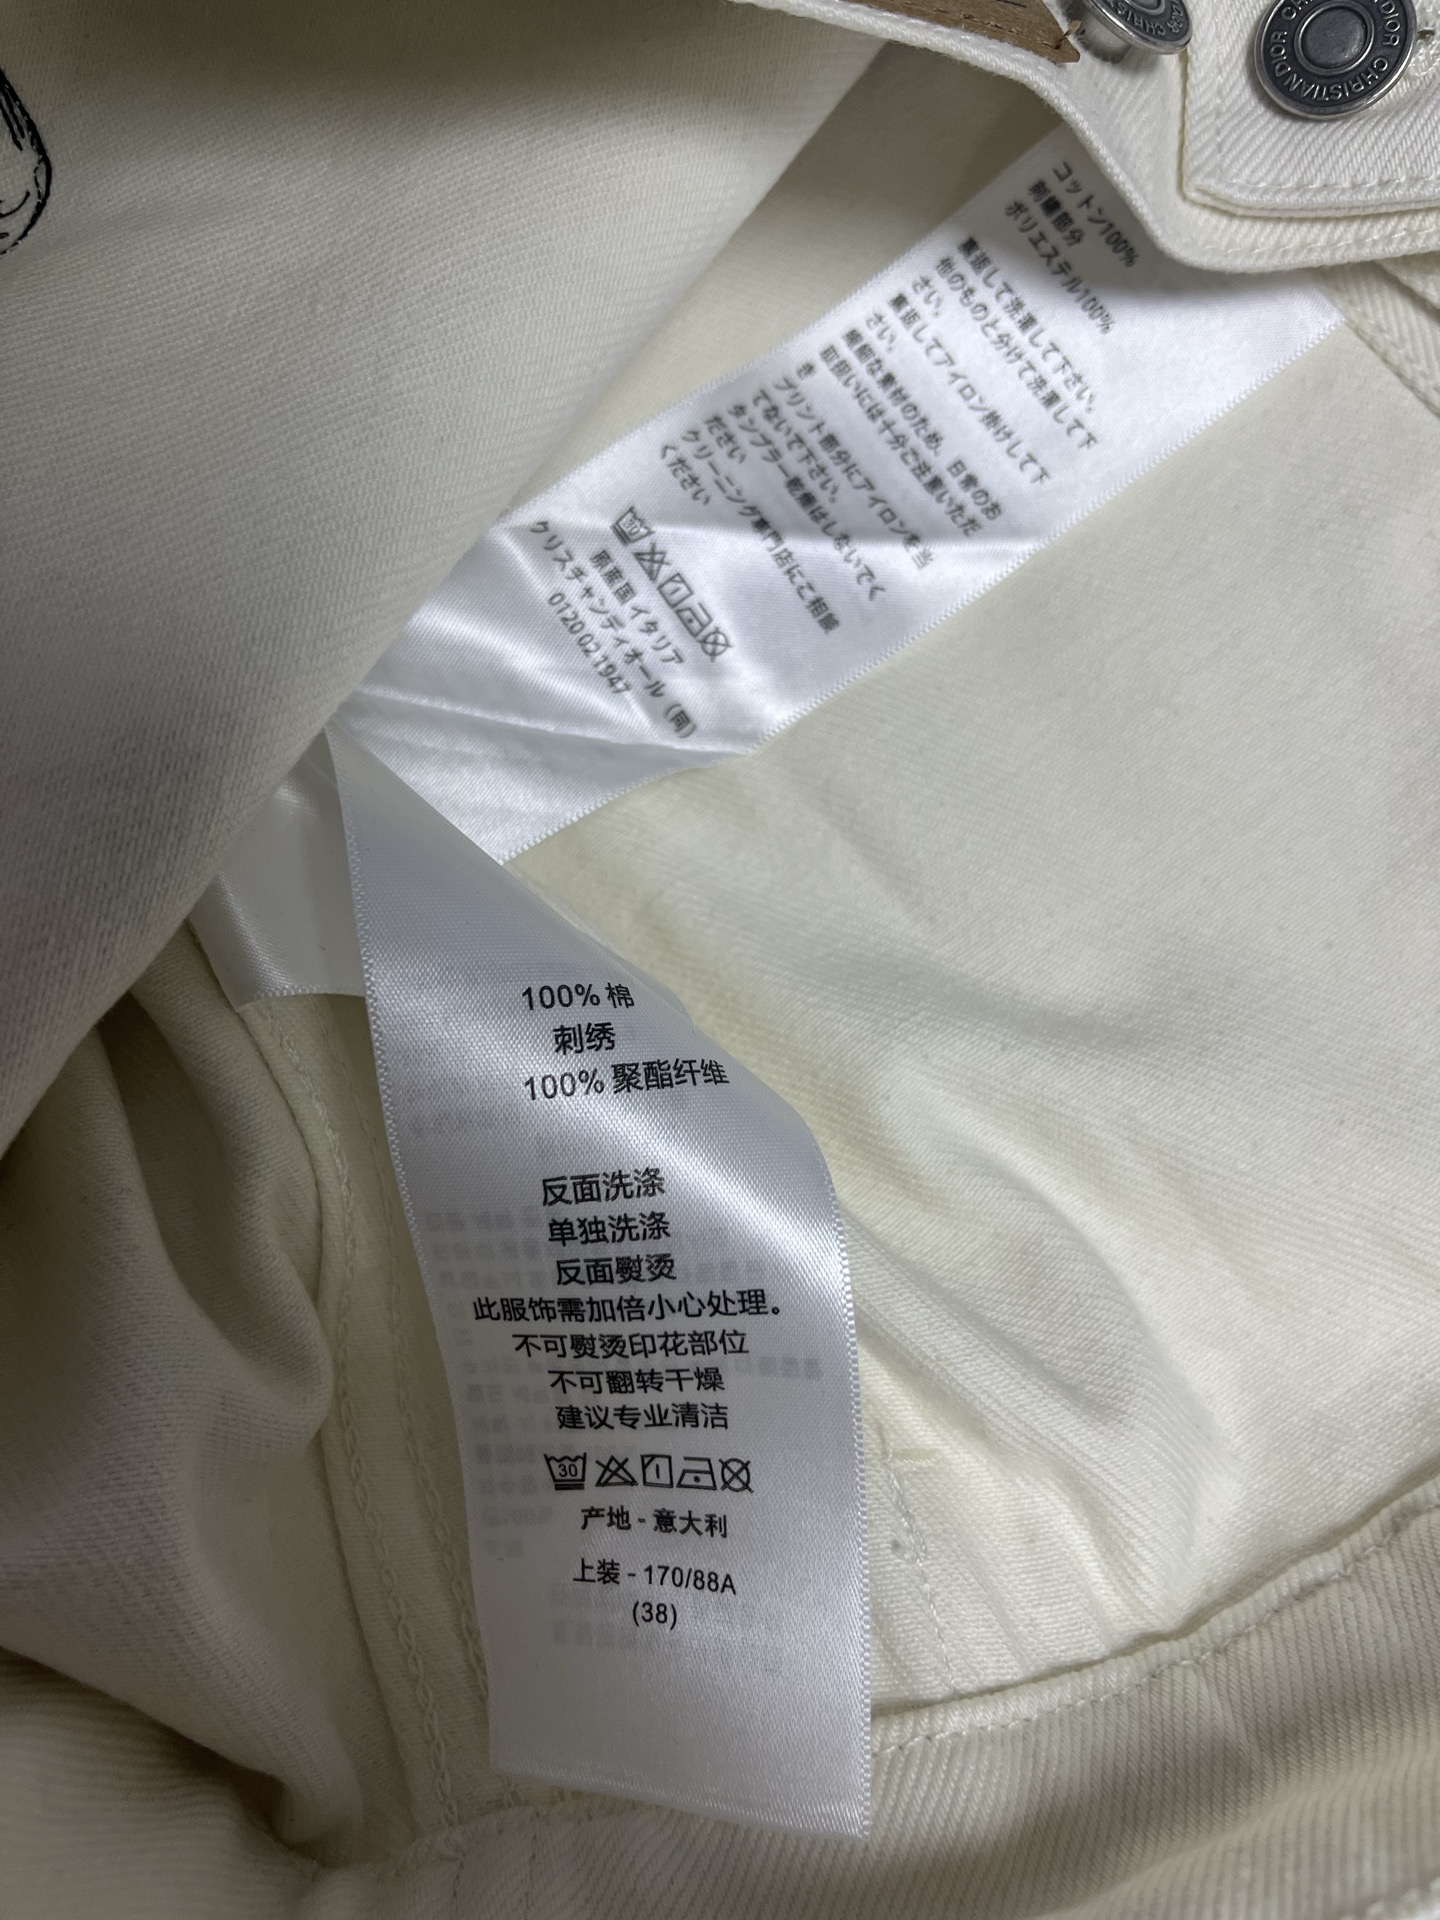 CHRISTIAN DIOR
コットン100%
刺繍部分
ポリエステル100%
裏返して洗濯して下さい。
他のものと分けて洗濯して下
さい。
裏返してアイロン掛けして下
さい。
繊細な素材のため、日常のお
取扱いには十分ご注意いただ
き
プリント部分にアイロンを当
てないで下さい。
タンブラー乾燥はしないでく
ださい
クリーニング専門店にご相談
ください
30
原産国 イタリア
クリスチャンディオール (同)
0120 02 1947
100% 棉
刺绣
100% 聚酯纤维
反面洗涤
单独洗涤
反面熨烫
此服饰需加倍小心处理。
不可熨烫印花部位
不可翻转干燥
建议专业清洁
30
产地 - 意大利
上装 - 170/88A
(38)